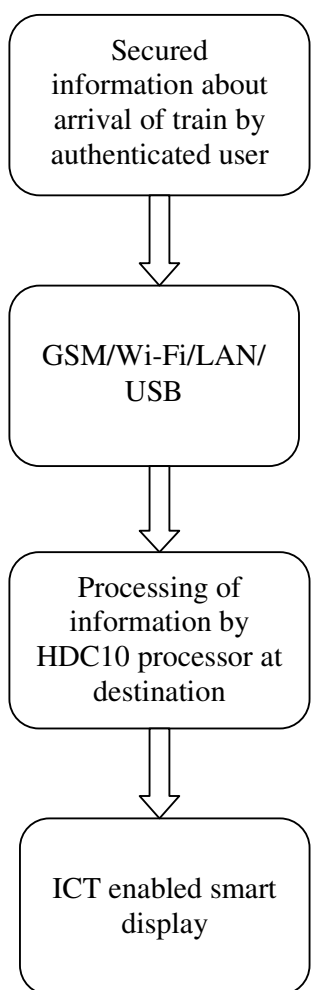 Secured
information about
arrival of train by
authenticated user
GSM/Wi-Fi/LAN/
USB
Processing of
information by
HDC10 processor at
destination
ICT enabled smart
display